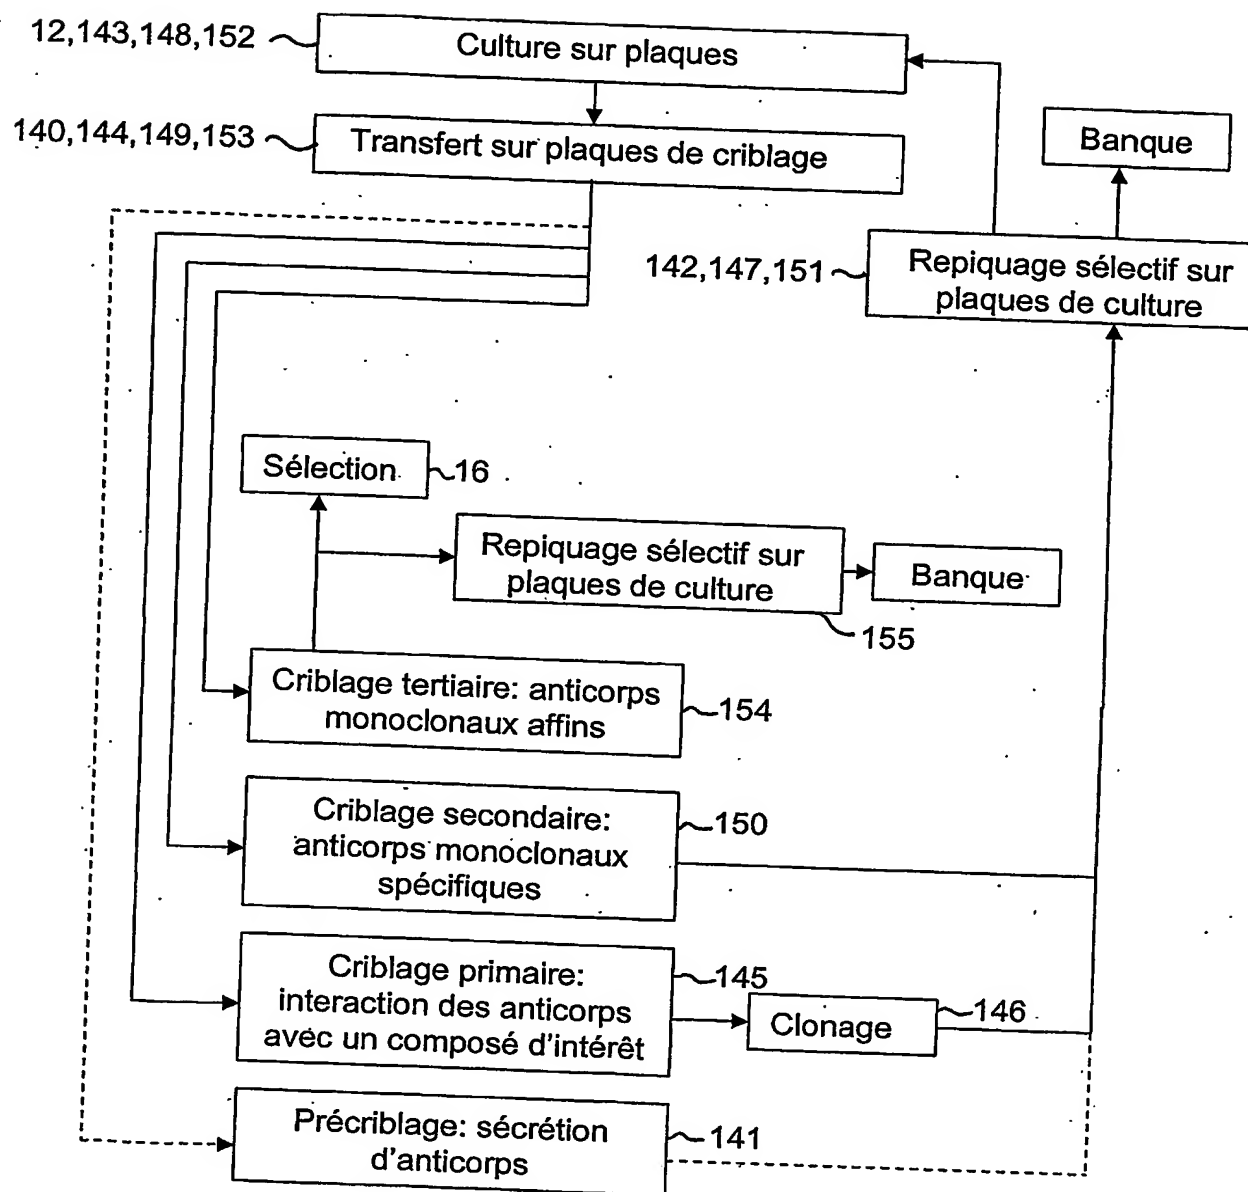 12,143,148,152
Culture sur plaques
140,144,149,153
Transfert sur plaques de criblage
Banque
142,147,151
Repiquage sélectif sur
plaques de culture
Sélection
16
Repiquage sélectif sur
plaques de culture
Banque
155
Criblage tertiaire: anticorps
monoclonaux affins
154
Criblage secondaire:
anticorps monoclonaux
spécifiques
150
Criblage primaire:
interaction des anticorps
avec un composé d'intérêt
145
Clonage
146
Précriblage: sécrétion
d'anticorps
141